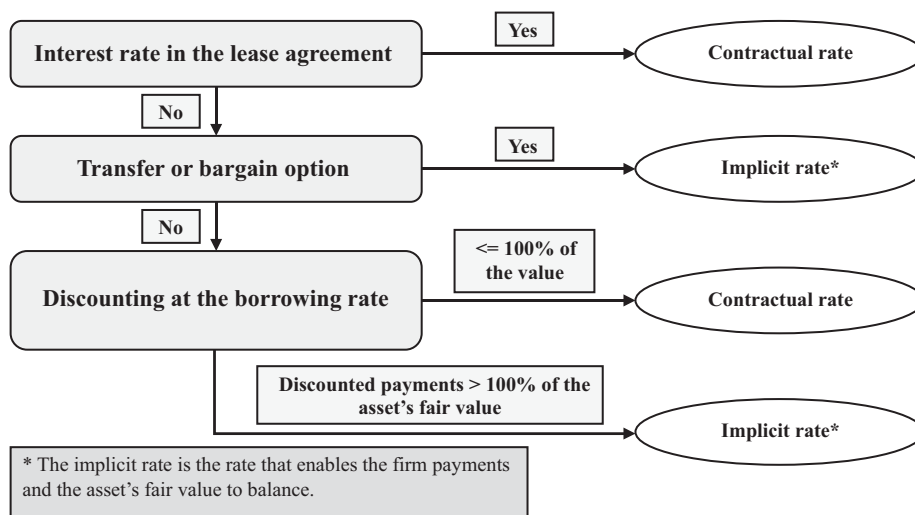 Interest rate in the lease agreement
Yes
Contractual rate
No
Transfer or bargain option
Yes
Implicit rate*
No
Discounting at the borrowing rate
<= 100% of
the value
Contractual rate
Discounted payments > 100% of the
asset's fair value
Implicit rate*
* The implicit rate is the rate that enables the firm payments
and the asset's fair value to balance.